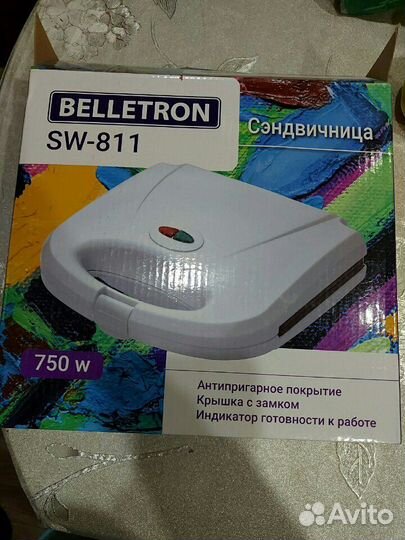 BELLETRON
SW-811
Сэндвичница
750 W
Антипригарное покрытие
Крышка с замком
Индикатор готовности к работе
Avito